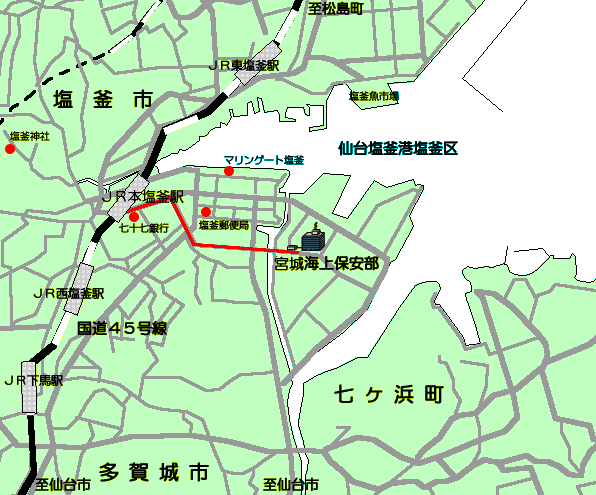 至松島町
ＪＲ東塩釜駅
塩釜市
塩釜魚市場
塩釜神社
仙台塩釜港塩釜区
マリンゲート塩釜
ＪＲ本塩釜駅
七十七銀行
塩釜郵便局
宮城海上保安部
ＪＲ西塩釜駅
国道４５号線
ＪＲ下馬駅
七ヶ浜町
多賀城市
至仙台市
至仙台市